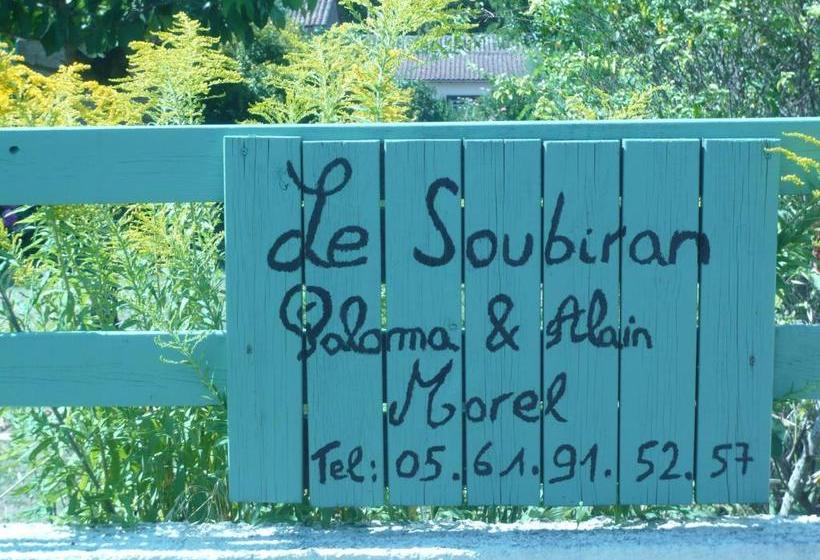 Le Soubiran
Paloma & Alain
Morel
Tel: 05.61.91.52.57